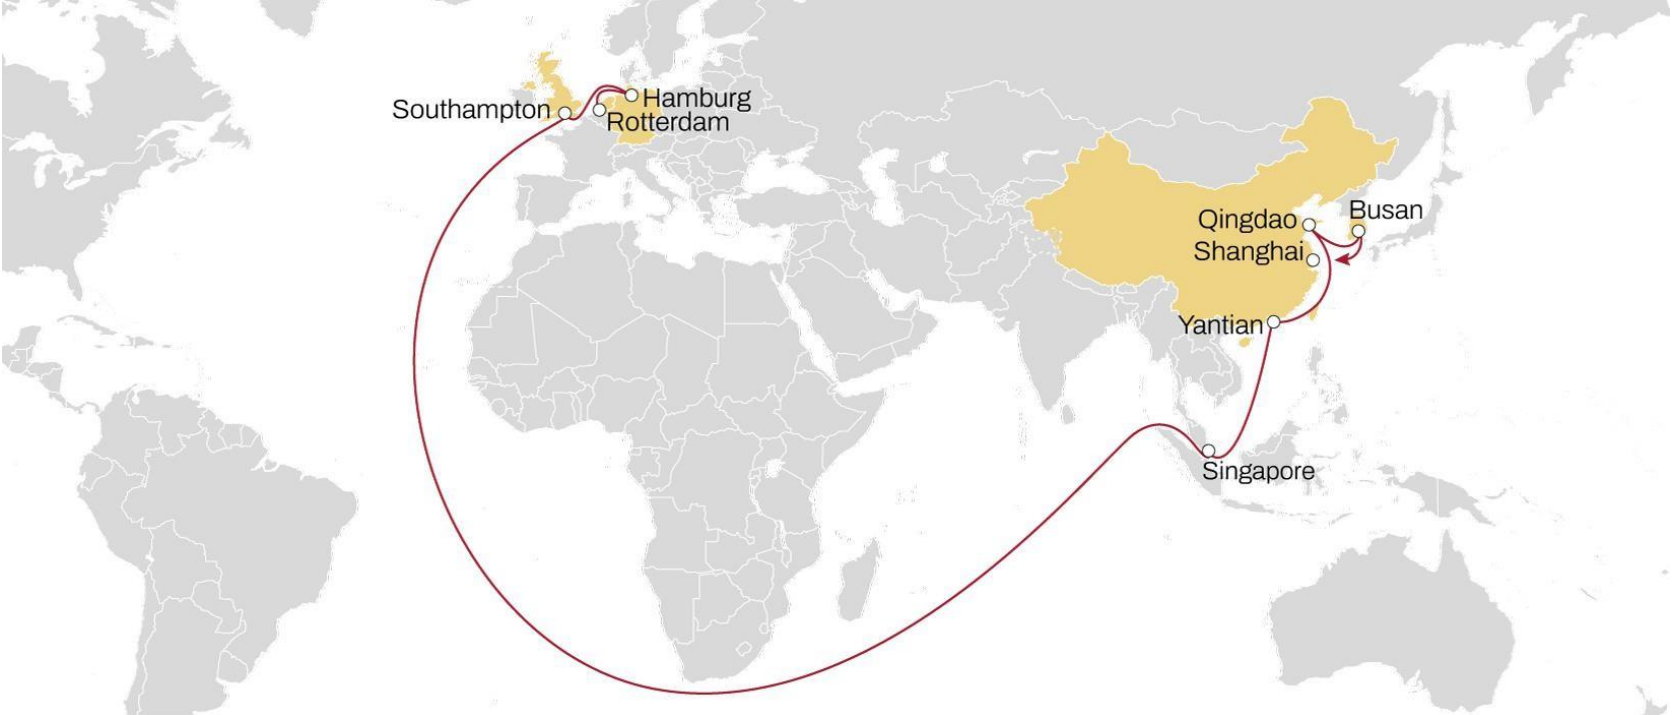 Hamburg
Southampton
Rotterdam
Busan
Qingdao
Shanghai
Yantian
Singapore